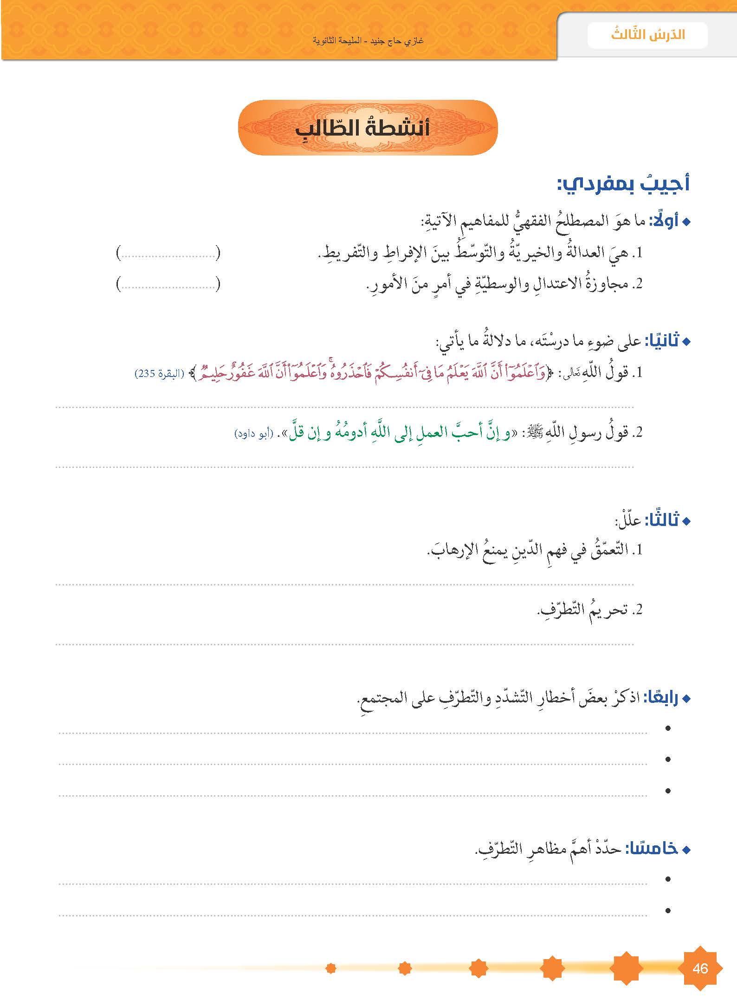 الدّرسُ الثّالثُ
غازي حاج جنيد - المليحة الثانوية
أنشطةُ الطّالبِ
أجيبُ بمفردي:
أولًا: ما هوَ المصطلحُ الفقهيُّ للمفاهيمِ الآتيةِ:
1. هيَ العدالةُ والخيريّةُ والتّوسّطُ بينَ الإفراطِ والتّفريطِ. (............................)
2. مجاوزةُ الاعتدالِ والوسطيّةِ في أمرٍ منَ الأمورِ. (............................)
ثانيًا: على ضوءِ ما درسْتَه، ما دلالةُ ما يأتي:
1. قولُ اللّهِ تعالى: ﴿وَٱعۡلَمُوٓاْ أَنَّ ٱللَّهَ يَعۡلَمُ مَا فِيٓ أَنفُسِكُمۡ فَٱحۡذَرُوهُۚ وَٱعۡلَمُوٓاْ أَنَّ ٱللَّهَ غَفُورٌ حَلِيمٌ﴾ (البقرة 235)
2. قولُ رسولِ اللّهِ ﷺ: «وإنَّ أحبَّ العملِ إلى اللَّهِ أدومُهُ وإن قلَّ». (أبو داود)
ثالثًا: علّلْ:
1. التّعمّقُ في فهمِ الدّينِ يمنعُ الإرهابَ.
2. تحريمُ التّطرّفِ.
رابعًا: اذكرْ بعضَ أخطارِ التّشدّدِ والتّطرّفِ على المجتمعِ.
•
•
•
خامسًا: حدّدْ أهمَّ مظاهرِ التّطرّفِ.
•
•
46